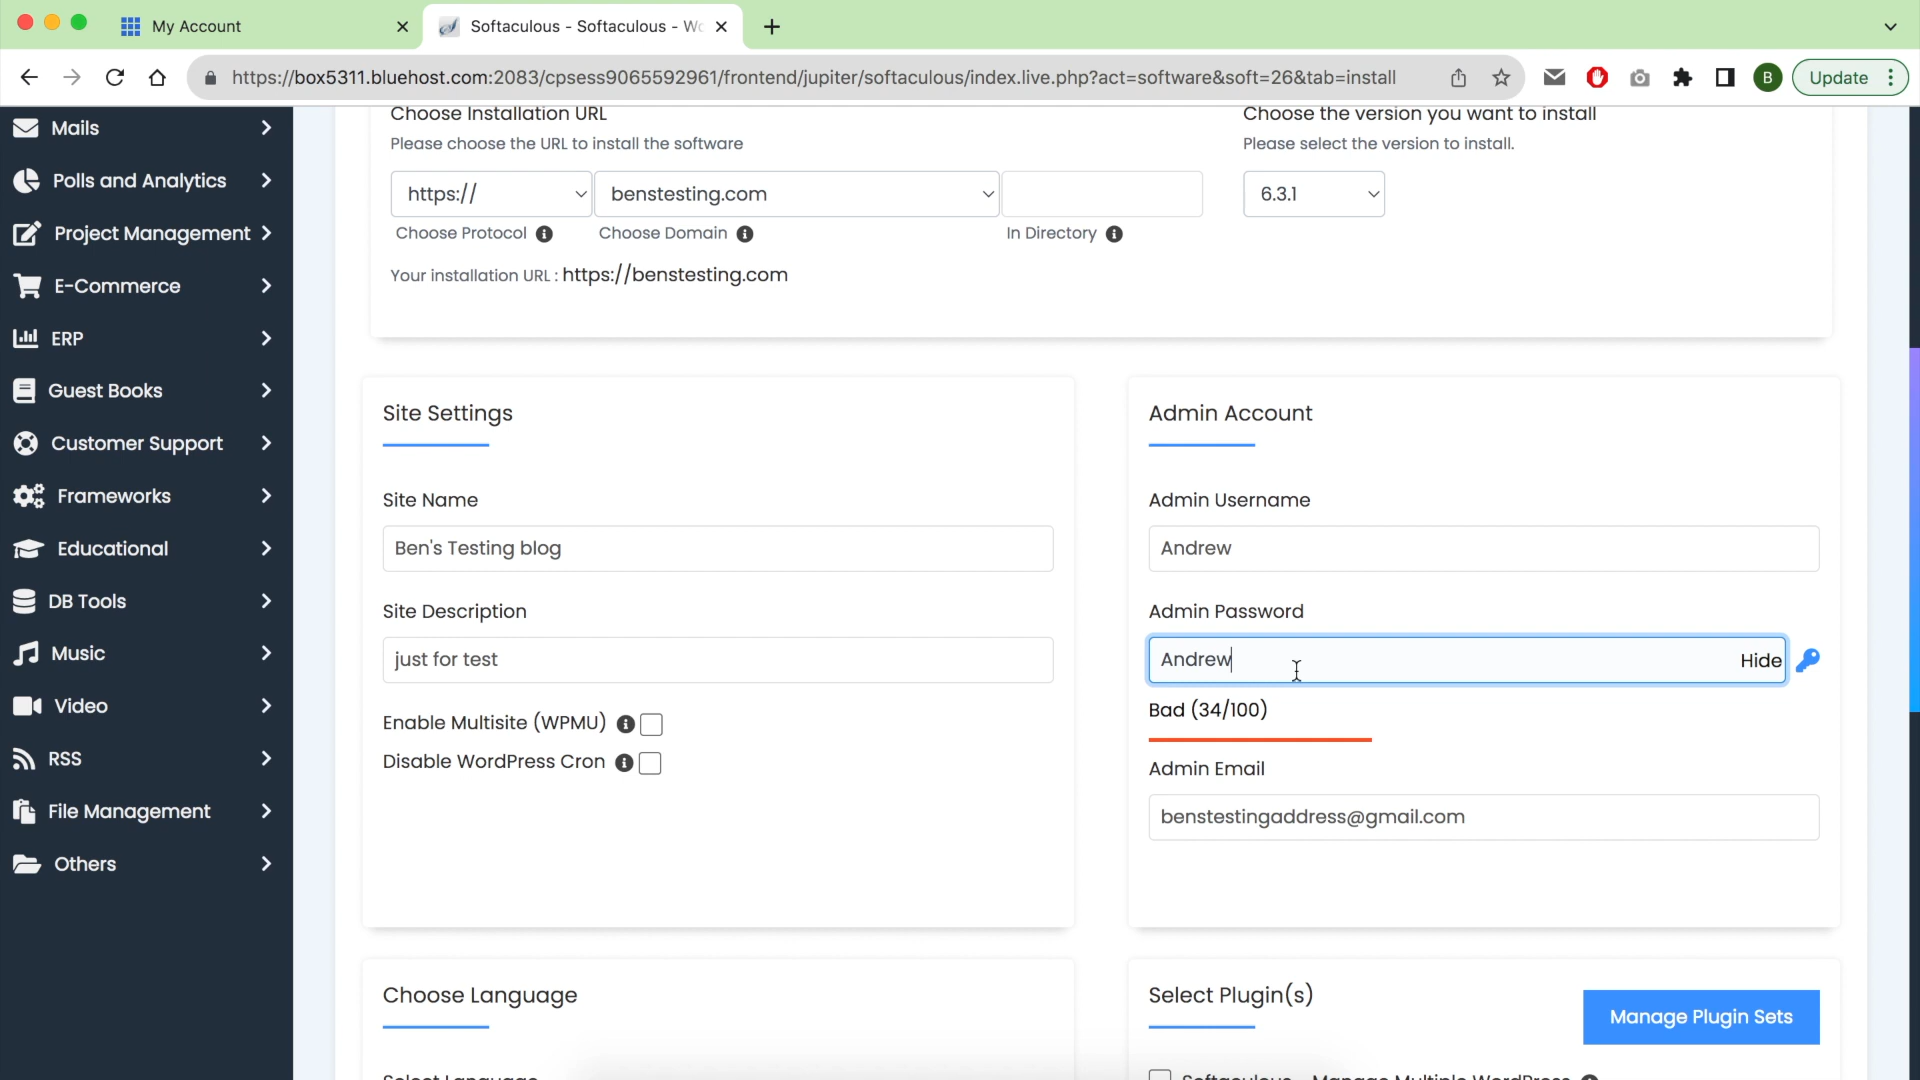 My Account
Softaculous - Softaculous - Wo
https://box5311.bluehost.com:2083/cpsess9065592961/frontend/jupiter/softaculous/index.live.php?act=software&soft=26&tab=install
B
Update
Mails
Polls and Analytics
Project Management
E-Commerce
ERP
Guest Books
Customer Support
Frameworks
Educational
DB Tools
Music
Video
RSS
File Management
Others
Choose Installation URL
Please choose the URL to install the software
https://
benstesting.com
Choose Protocol
Choose Domain
In Directory
Your installation URL : https://benstesting.com
Choose the version you want to install
Please select the version to install.
6.3.1
Site Settings
Site Name
Ben's Testing blog
Site Description
just for test
Enable Multisite (WPMU)
Disable WordPress Cron
Admin Account
Admin Username
Andrew
Admin Password
Andrew
Hide
Bad (34/100)
Admin Email
benstestingaddress@gmail.com
Choose Language
Select Language
Select Plugin(s)
Manage Plugin Sets
Softaculous - Manage Multiple WordPress